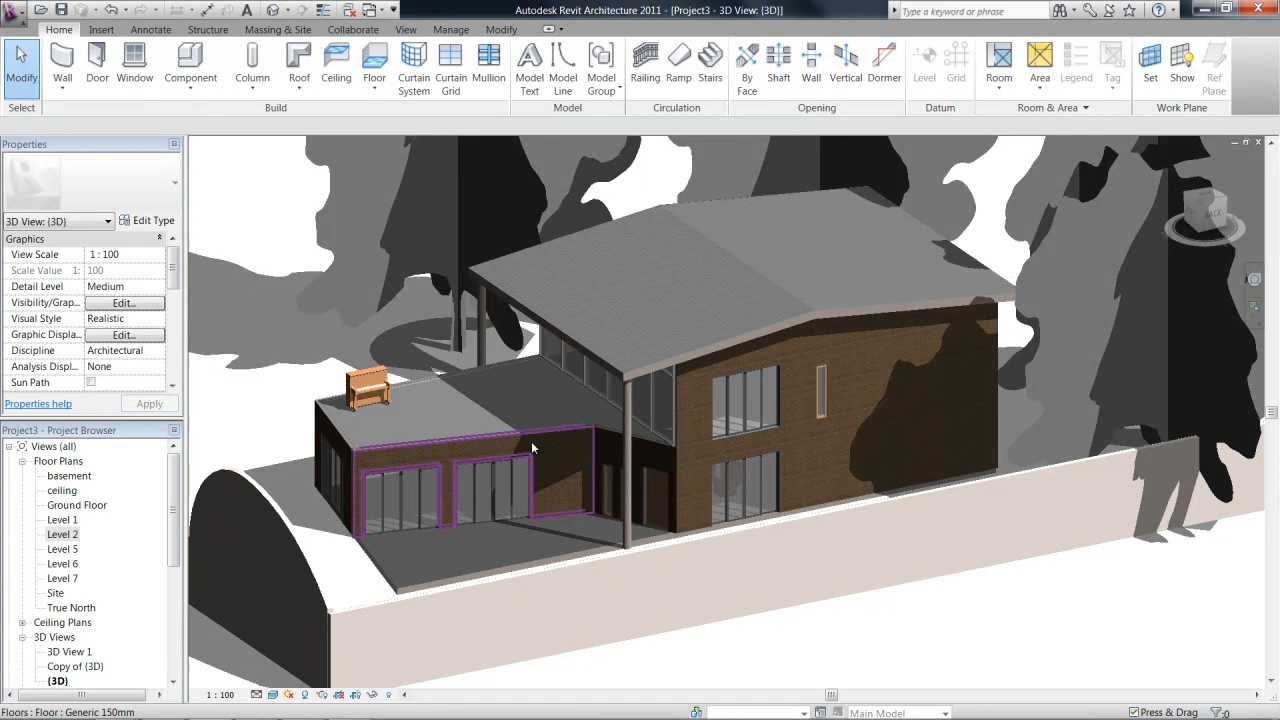 Autodesk Revit Architecture 2011 - [Project3 - 3D View: {3D}]
Type a keyword or phrase
Home Insert Annotate Structure Massing & Site Collaborate View Manage Modify
Modify Wall Door Window Component Column Roof Ceiling Floor Curtain System Curtain Grid Mullion Model Text Model Line Model Group Railing Ramp Stairs By Face Shaft Wall Vertical Dormer Level Grid Room Area Legend Tag Set Show Ref Plane
Select Build Model Circulation Opening Datum Room & Area Work Plane
Properties
3D View: {3D} Edit Type
Graphics
View Scale 1 : 100
Scale Value 1: 100
Detail Level Medium
Visibility/Grap... Edit...
Visual Style Realistic
Graphic Displa... Edit...
Discipline Architectural
Analysis Displ... None
Sun Path
Properties help Apply
Project3 - Project Browser
Views (all)
Floor Plans
basement
ceiling
Ground Floor
Level 1
Level 2
Level 5
Level 6
Level 7
Site
True North
Ceiling Plans
3D Views
3D View 1
Copy of {3D}
{3D}
BACK
1 : 100
Floors : Floor : Generic 150mm
Main Model
Press & Drag
:0